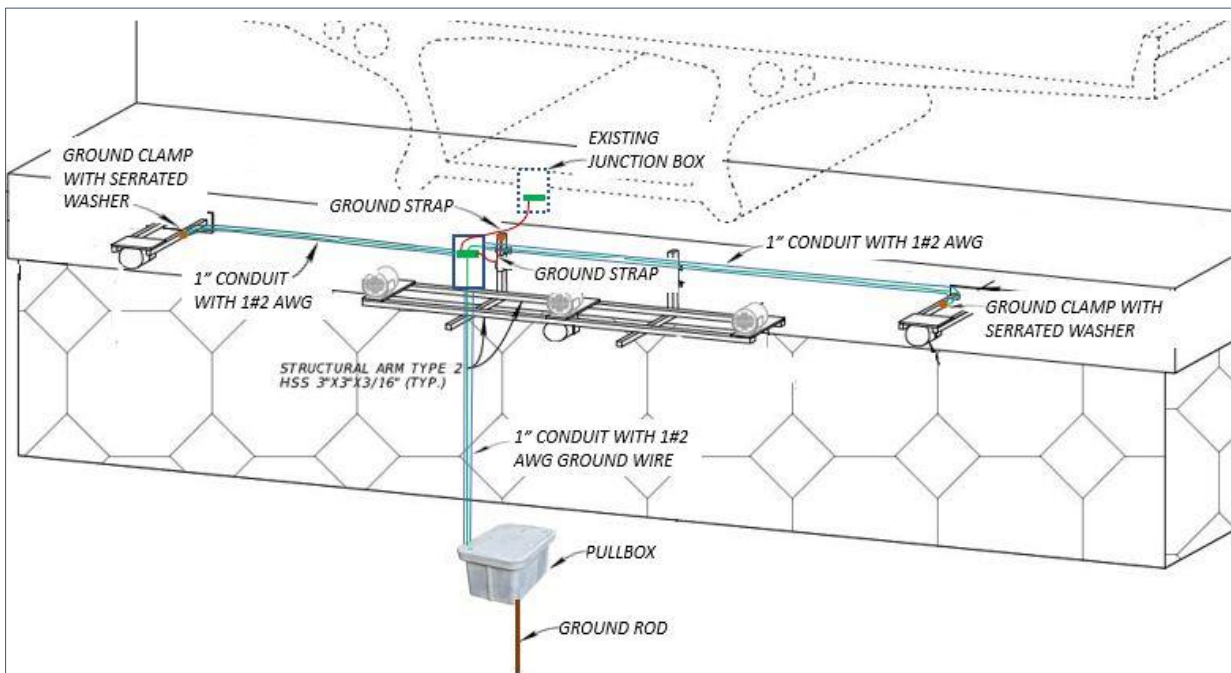 EXISTING
JUNCTION BOX
GROUND CLAMP
WITH SERRATED
WASHER
GROUND STRAP
1" CONDUIT WITH 1#2 AWG
GROUND STRAP
1" CONDUIT
WITH 1#2 AWG
GROUND CLAMP WITH
SERRATED WASHER
STRUCTURAL ARM TYPE 2
HSS 3"X3"X3/16" (TYP.)
1" CONDUIT WITH 1#2
AWG GROUND WIRE
PULLBOX
GROUND ROD